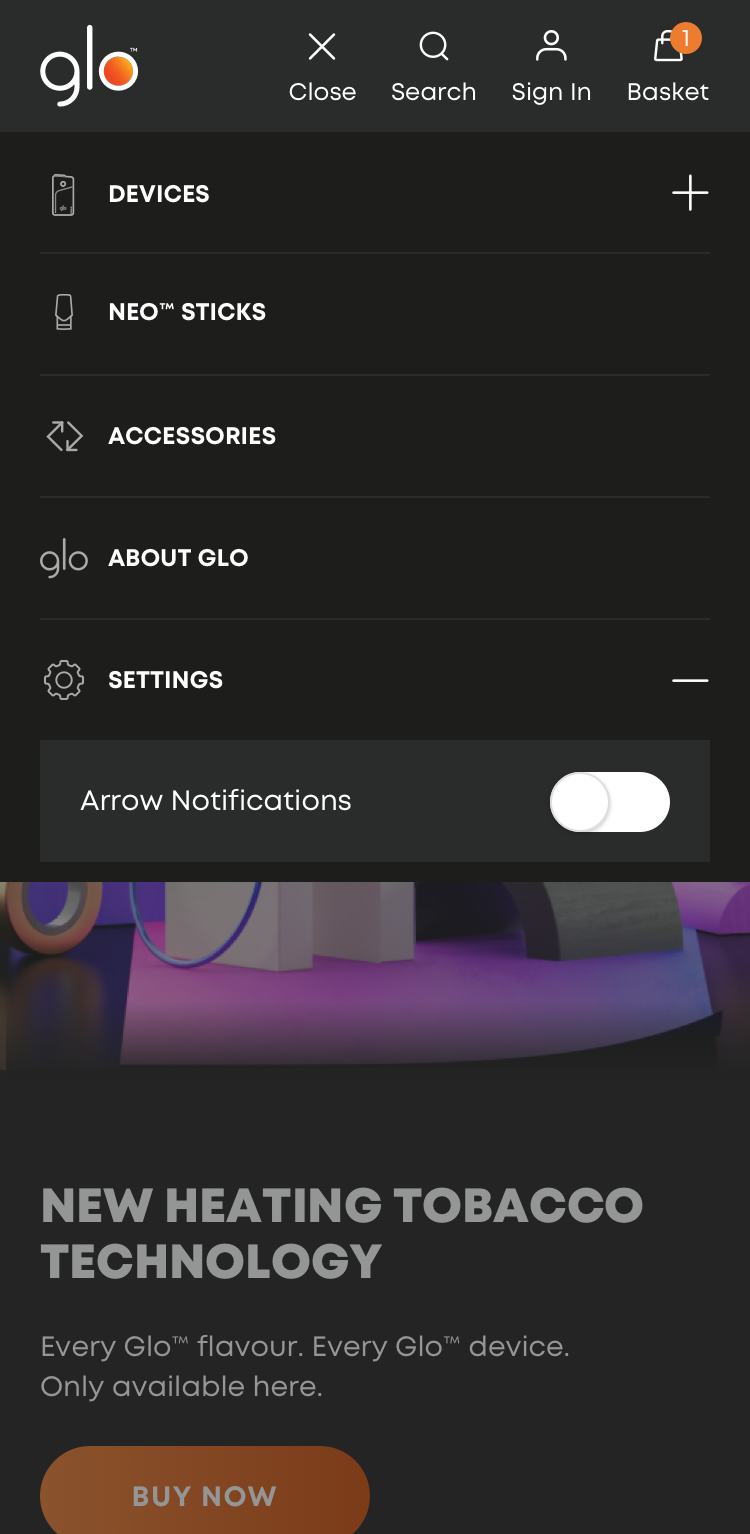 glo™
1
Close Search Sign In Basket
DEVICES
NEO™ STICKS
ACCESSORIES
glo ABOUT GLO
SETTINGS
Arrow Notifications
NEW HEATING TOBACCO
TECHNOLOGY
Every Glo™ flavour. Every Glo™ device.
Only available here.
BUY NOW